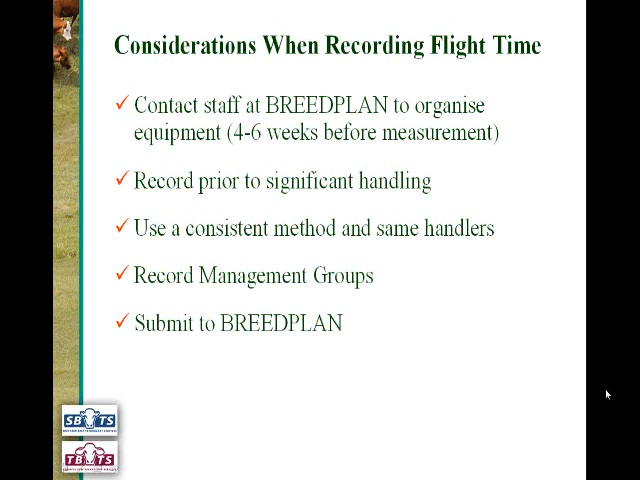 Considerations When Recording Flight Time
Contact staff at BREEDPLAN to organise
equipment (4-6 weeks before measurement)
Record prior to significant handling
Use a consistent method and same handlers
Record Management Groups
Submit to BREEDPLAN
SBTS
TBTS